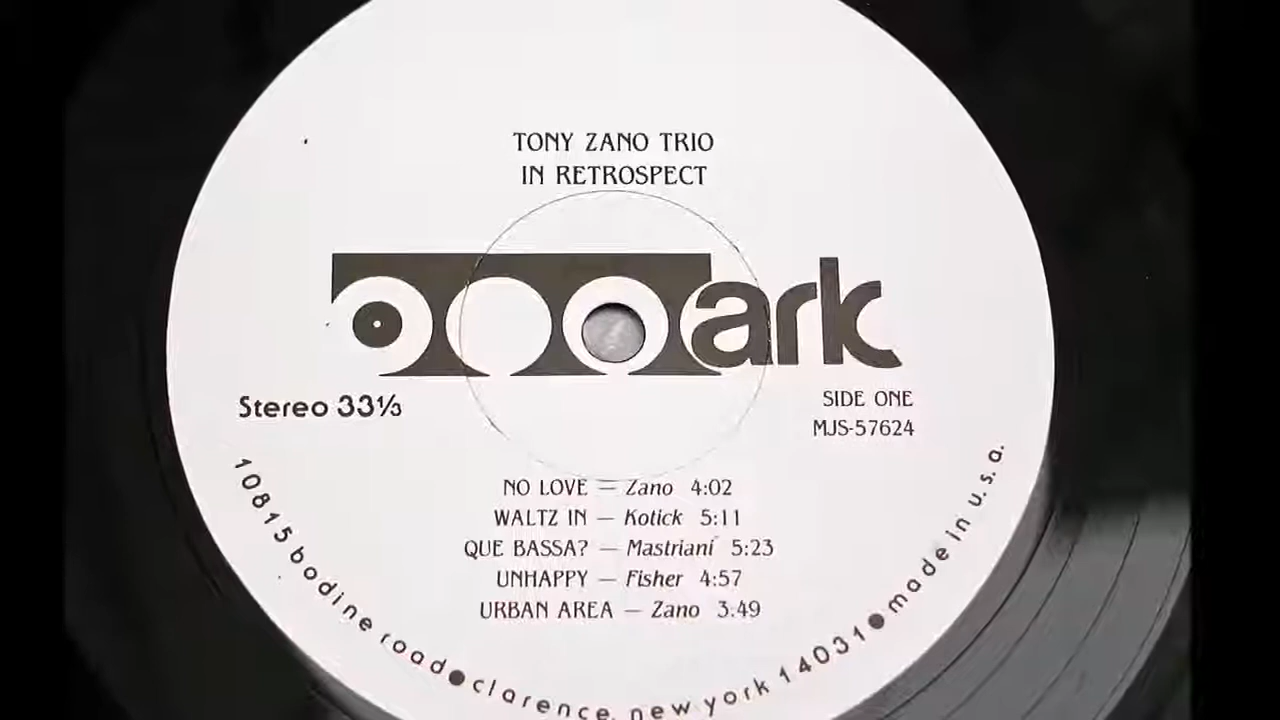 TONY ZANO TRIO
IN RETROSPECT
Mark
Stereo 33⅓
SIDE ONE
MJS-57624
NO LOVE — Zano 4:02
WALTZ IN — Kotick 5:11
QUE BASSA? — Mastriani 5:23
UNHAPPY — Fisher 4:57
URBAN AREA — Zano 3.49
10815 bodine road●clarence, new york 14031●made in u.s.a.